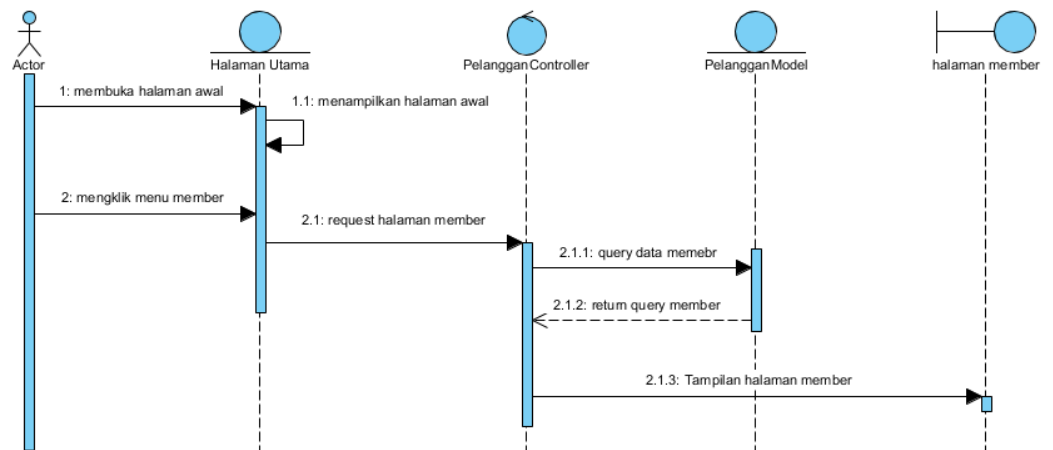 Actor
Halaman Utama
PelangganController
PelangganModel
halaman member
1: membuka halaman awal
1.1: menampilkan halaman awal
2: mengklik menu member
2.1: request halaman member
2.1.1: query data memebr
2.1.2: return query member
2.1.3: Tampilan halaman member